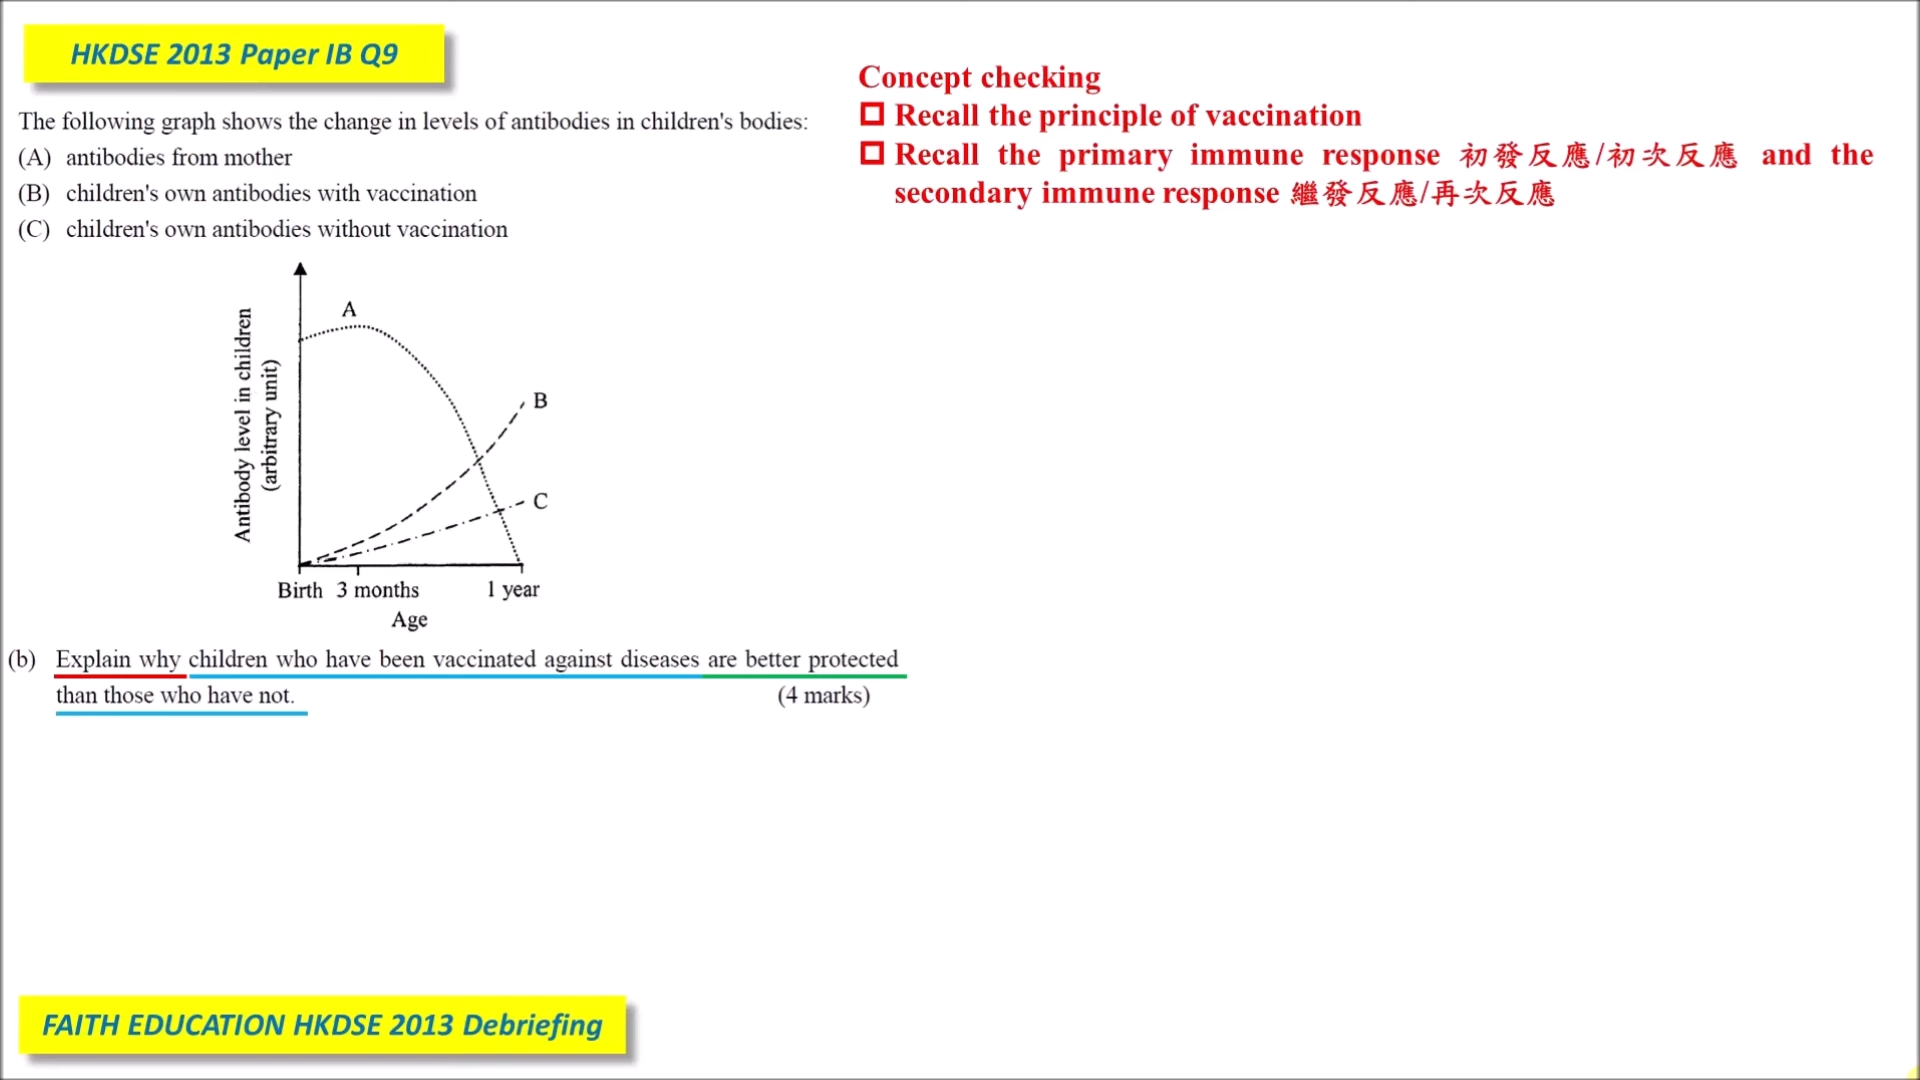 HKDSE 2013 Paper IB Q9
The following graph shows the change in levels of antibodies in children's bodies:
(A) antibodies from mother
(B) children's own antibodies with vaccination
(C) children's own antibodies without vaccination
Antibody level in children
(arbitrary unit)
A
B
C
Birth 3 months 1 year
Age
(b) Explain why children who have been vaccinated against diseases are better protected
than those who have not. (4 marks)
Concept checking
Recall the principle of vaccination
Recall the primary immune response 初發反應/初次反應 and the
secondary immune response 繼發反應/再次反應
FAITH EDUCATION HKDSE 2013 Debriefing